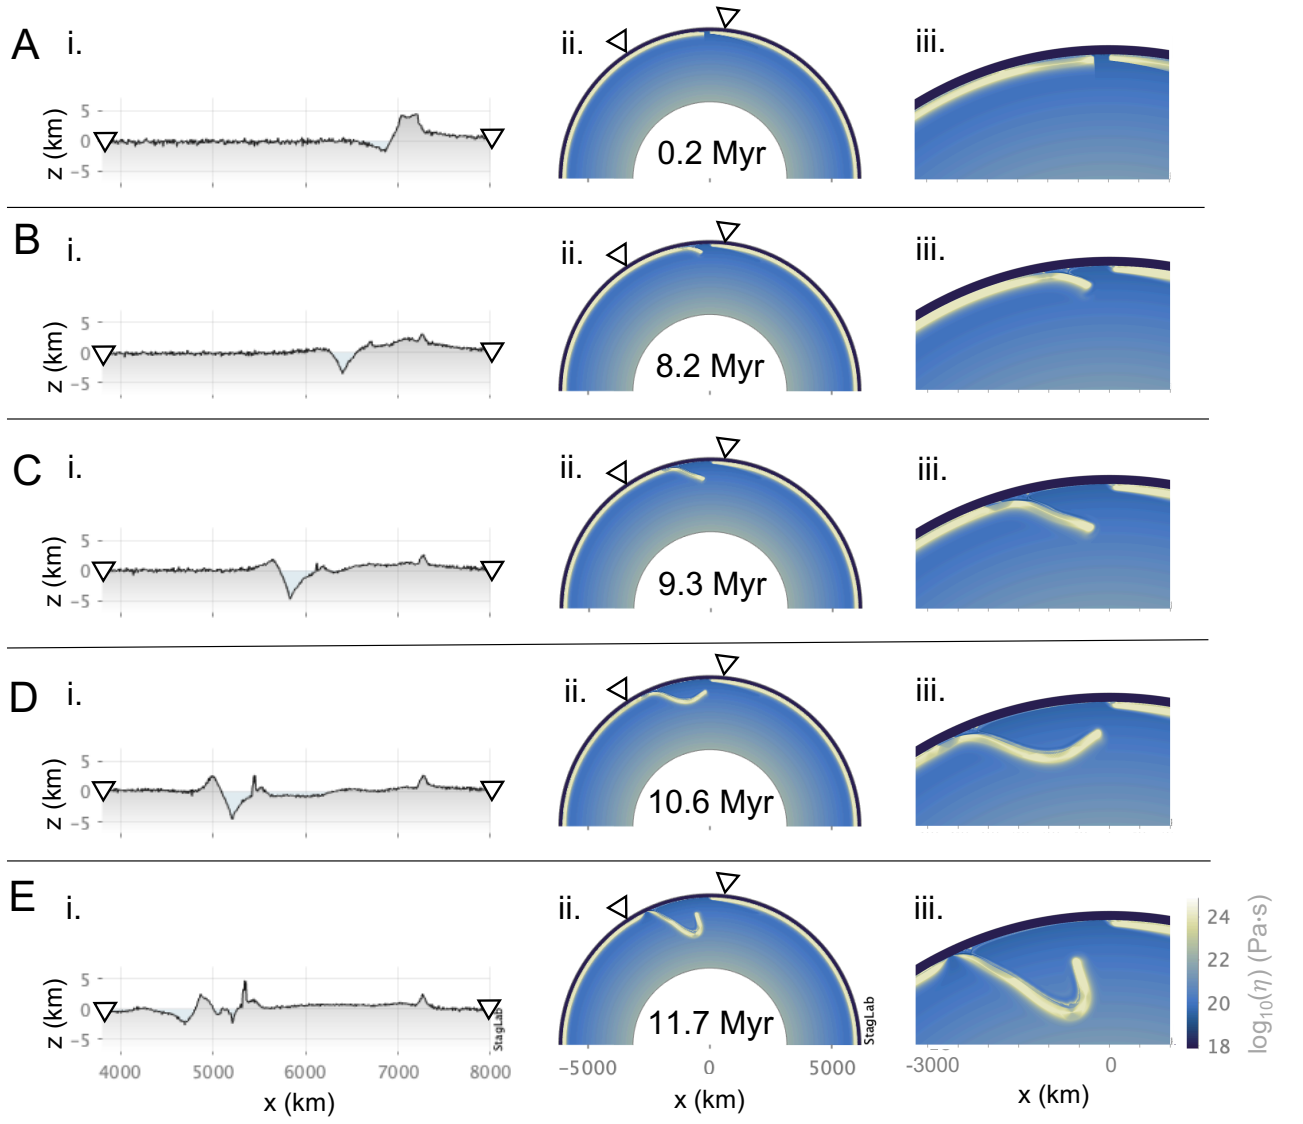 A i. ii. iii.
z (km)
5
0
−5
0.2 Myr
B i. ii. iii.
z (km)
5
0
−5
8.2 Myr
C i. ii. iii.
z (km)
5
0
−5
9.3 Myr
D i. ii. iii.
z (km)
5
0
−5
10.6 Myr
E i. ii. iii.
z (km)
5
0
−5
StagLab
11.7 Myr
StagLab
24
22
20
18
log10(η) (Pa·s)
4000 5000 6000 7000 8000
x (km)
−5000 0 5000
x (km)
−3000 0
x (km)